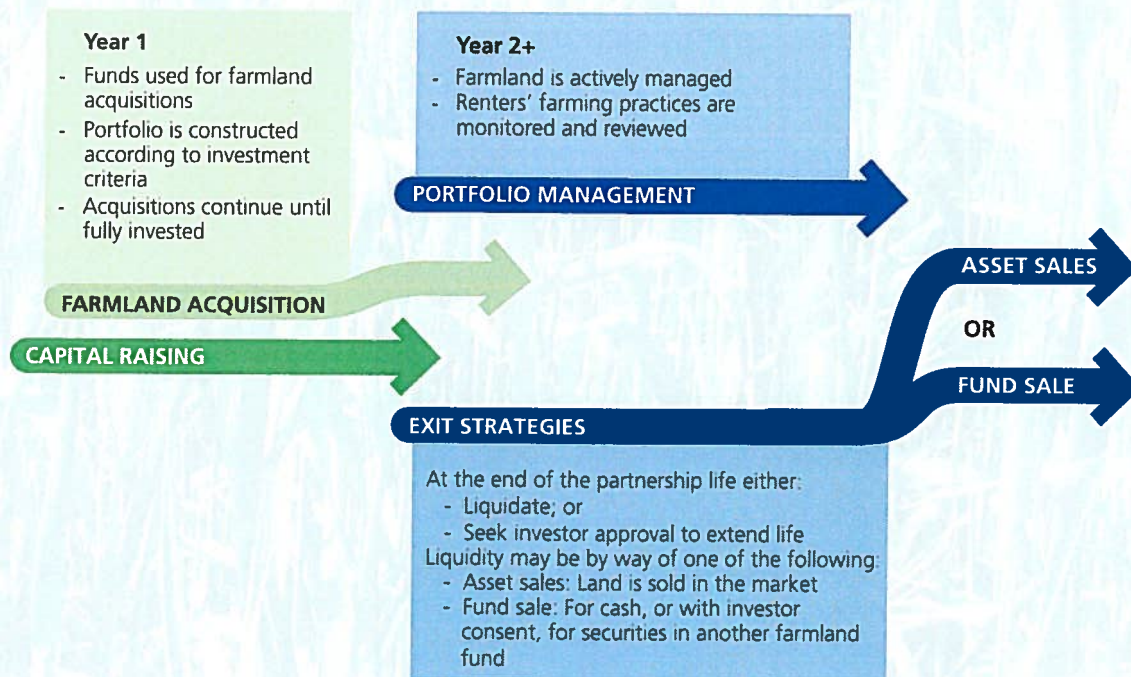 Year 1
- Funds used for farmland
acquisitions
- Portfolio is constructed
according to investment
criteria
- Acquisitions continue until
fully invested
FARMLAND ACQUISITION
CAPITAL RAISING
Year 2+
- Farmland is actively managed
- Renters' farming practices are
monitored and reviewed
PORTFOLIO MANAGEMENT
ASSET SALES
OR
FUND SALE
EXIT STRATEGIES
At the end of the partnership life either:
- Liquidate; or
- Seek investor approval to extend life
Liquidity may be by way of one of the following:
- Asset sales: Land is sold in the market
- Fund sale: For cash, or with investor
consent, for securities in another farmland
fund